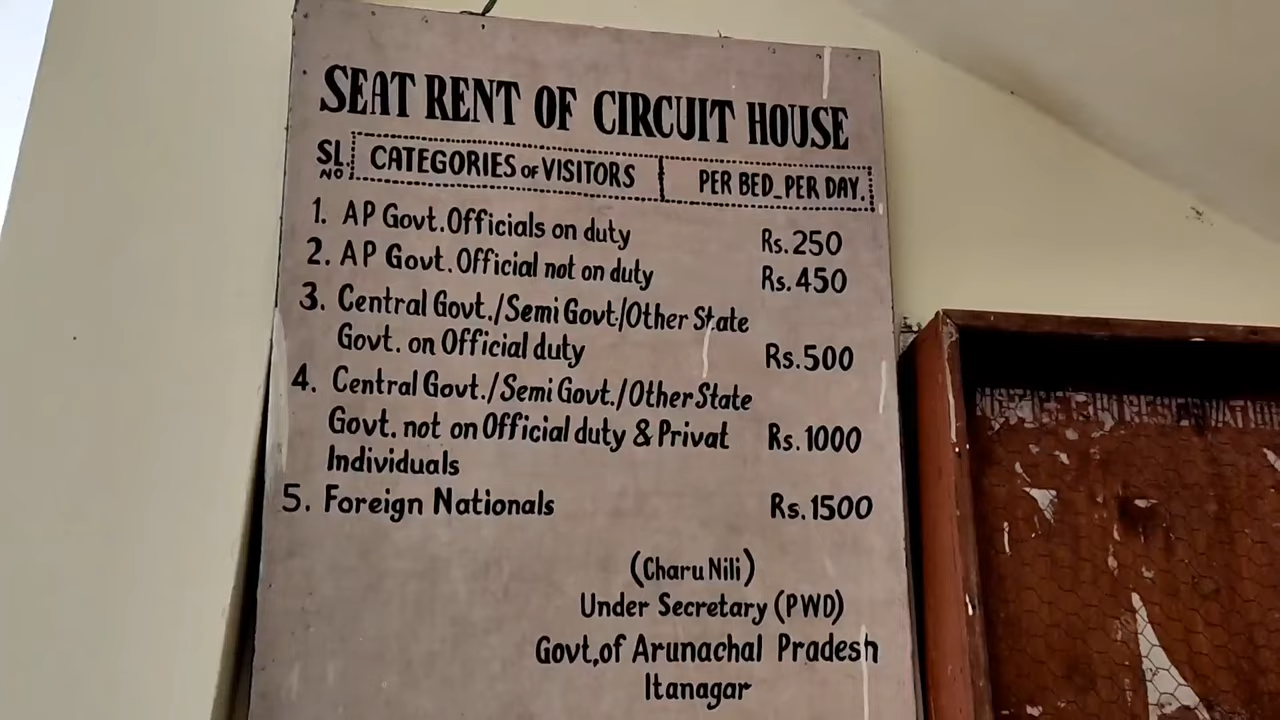 SEAT RENT OF CIRCUIT HOUSE
SL. NO CATEGORIES OF VISITORS PER BED_PER DAY.
1. AP Govt. Officials on duty Rs. 250
2. AP Govt. Official not on duty Rs. 450
3. Central Govt./Semi Govt./Other State
Govt. on Official duty Rs. 500
4. Central Govt./Semi Govt./Other State
Govt. not on Official duty & Privat Rs. 1000
Individuals
5. Foreign Nationals Rs. 1500
(Charu Nili)
Under Secretary (PWD)
Govt,of Arunachal Pradesh
Itanagar